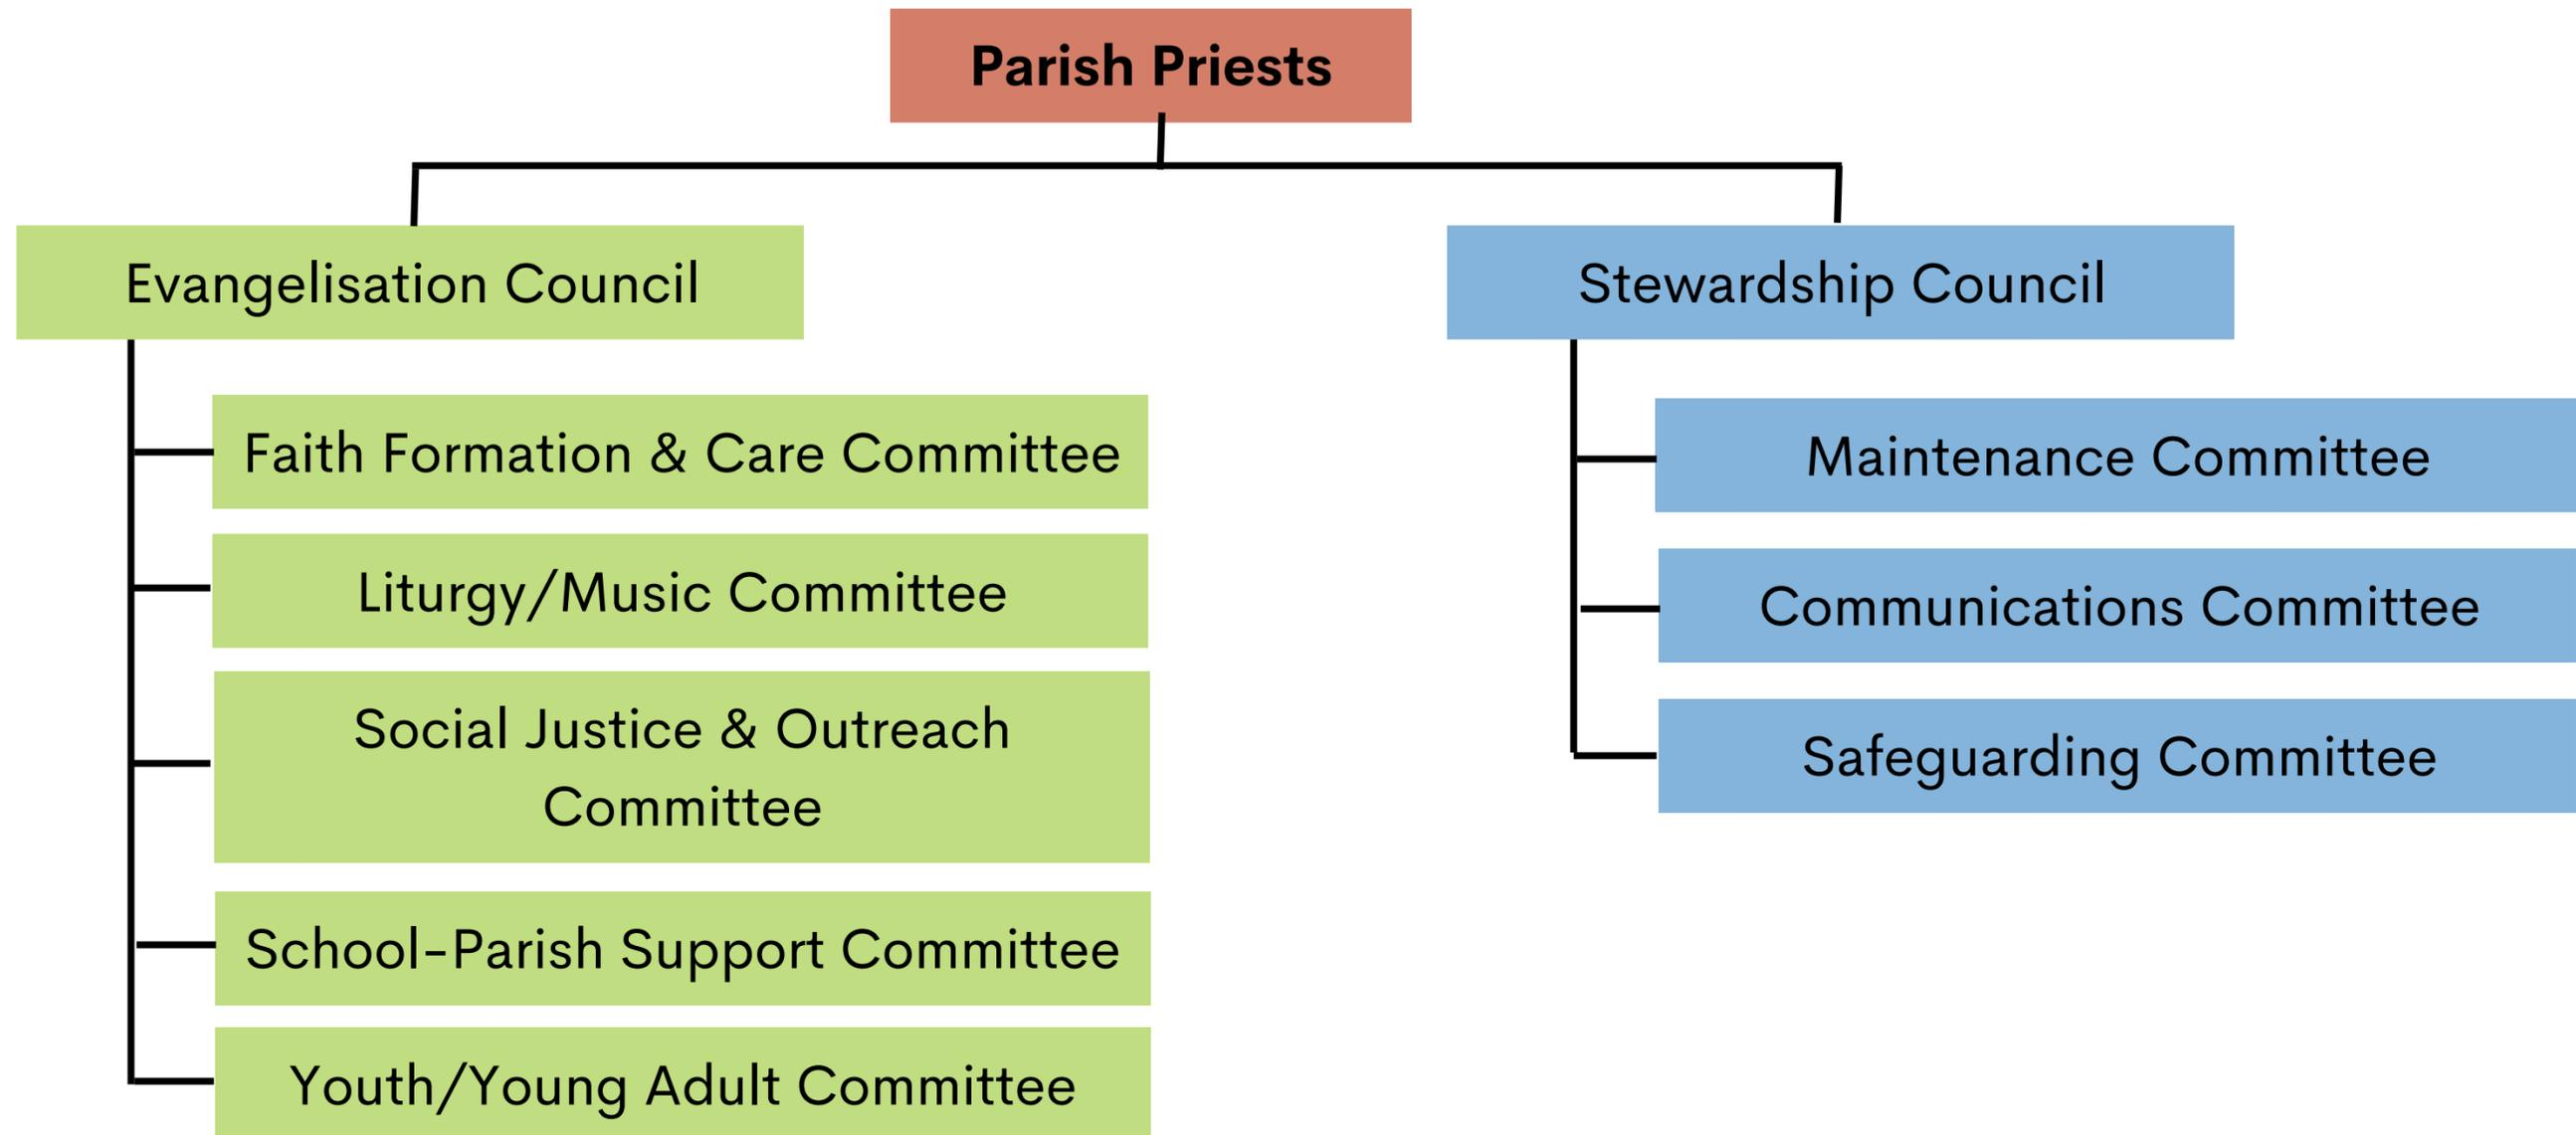 Parish Priests
Evangelisation Council
Faith Formation & Care Committee
Liturgy/Music Committee
Social Justice & Outreach
Committee
School-Parish Support Committee
Youth/Young Adult Committee
Stewardship Council
Maintenance Committee
Communications Committee
Safeguarding Committee